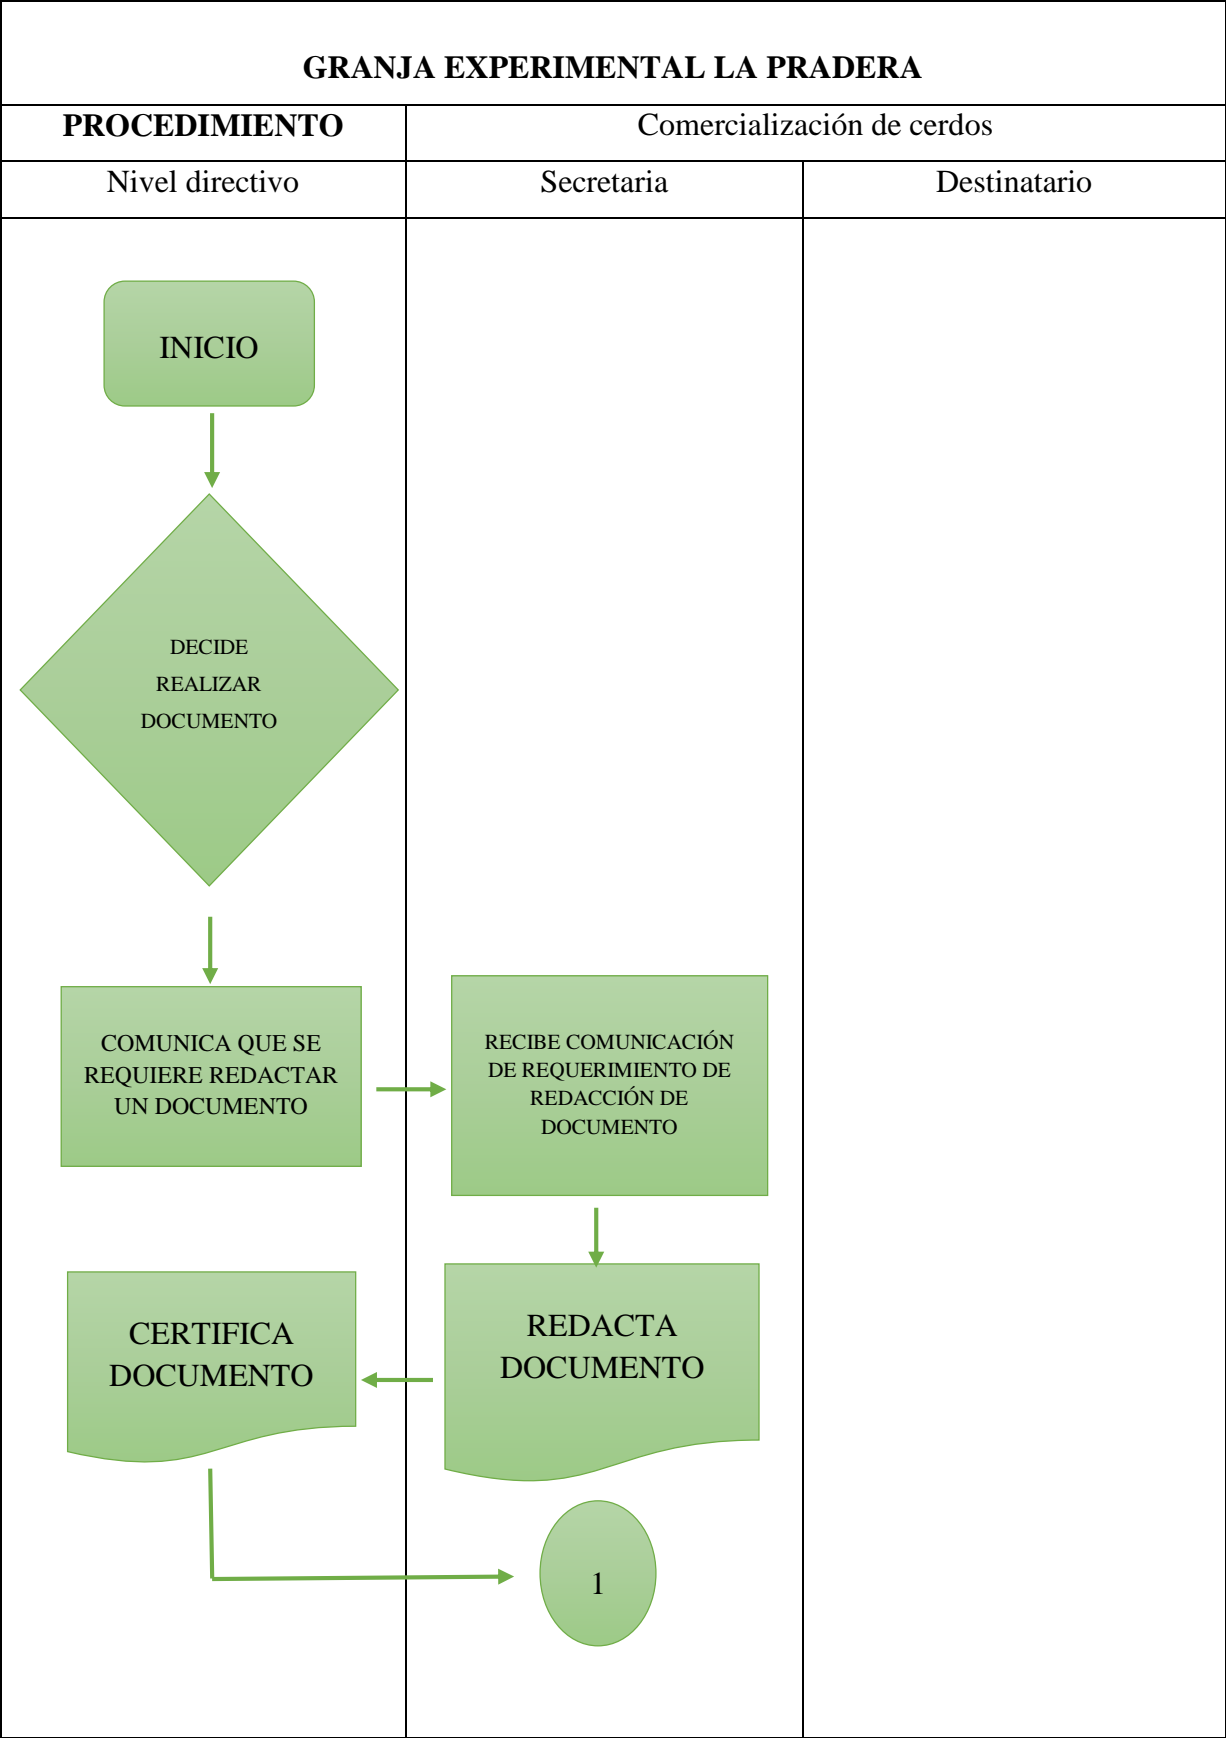 GRANJA EXPERIMENTAL LA PRADERA
PROCEDIMIENTO
Comercialización de cerdos
Nivel directivo
Secretaria
Destinatario
INICIO
DECIDE
REALIZAR
DOCUMENTO
COMUNICA QUE SE
REQUIERE REDACTAR
UN DOCUMENTO
RECIBE COMUNICACIÓN
DE REQUERIMIENTO DE
REDACCIÓN DE
DOCUMENTO
REDACTA
DOCUMENTO
CERTIFICA
DOCUMENTO
1